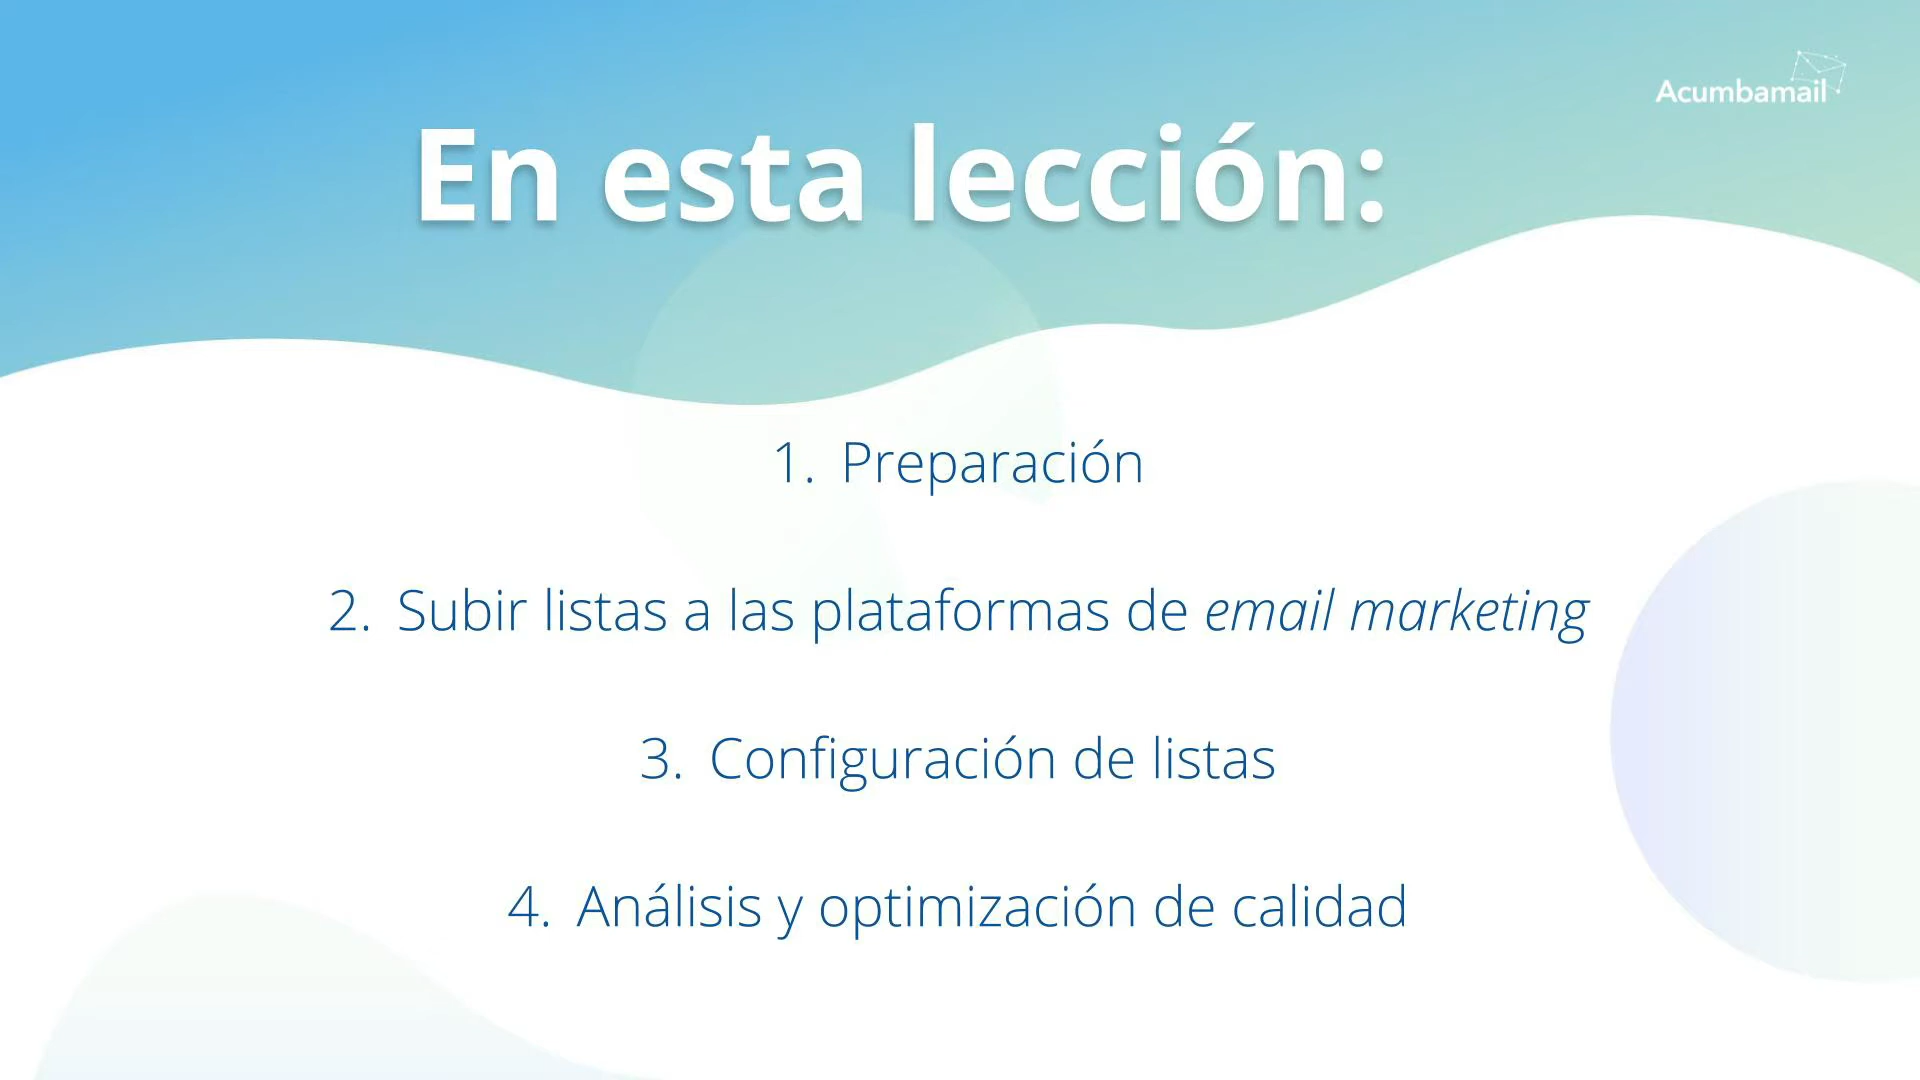 Acumbamail
En esta lección:
1. Preparación
2. Subir listas a las plataformas de email marketing
3. Configuración de listas
4. Análisis y optimización de calidad